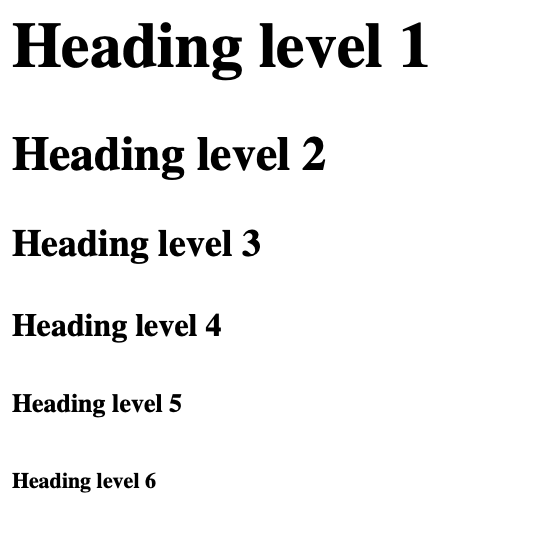 Heading level 1
Heading level 2
Heading level 3
Heading level 4
Heading level 5
Heading level 6